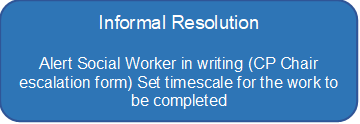 Informal Resolution
Alert Social Worker in writing (CP Chair
escalation form) Set timescale for the work to
be completed